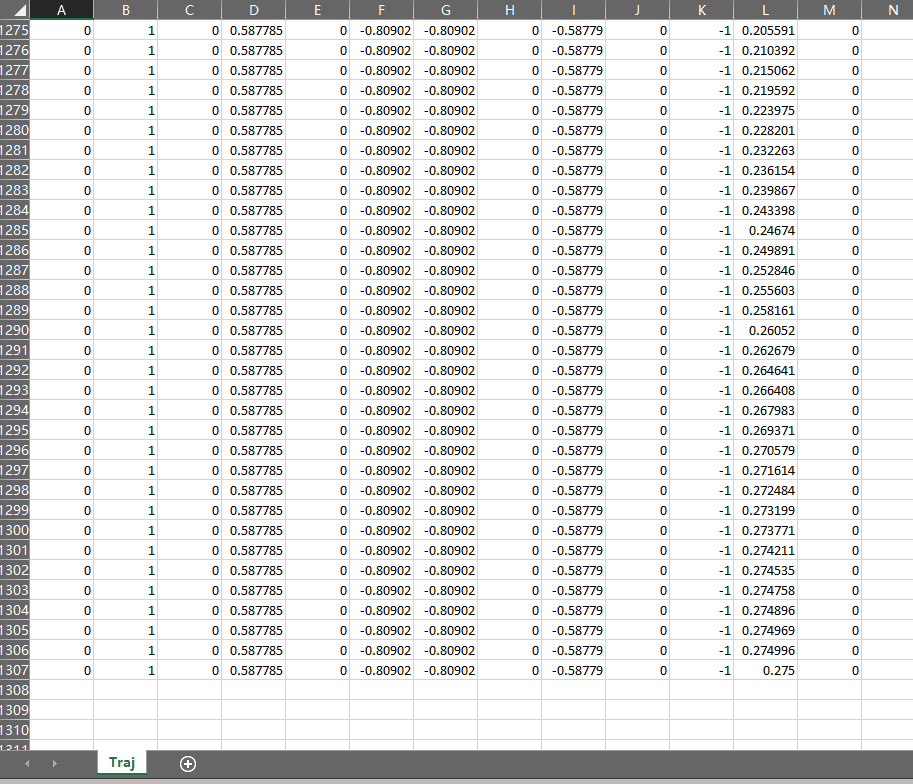 A B C D E F G H I J K L M N
1275 0 1 0 0.587785 0 -0.80902 -0.80902 0 -0.58779 0 -1 0.205591 0
1276 0 1 0 0.587785 0 -0.80902 -0.80902 0 -0.58779 0 -1 0.210392 0
1277 0 1 0 0.587785 0 -0.80902 -0.80902 0 -0.58779 0 -1 0.215062 0
1278 0 1 0 0.587785 0 -0.80902 -0.80902 0 -0.58779 0 -1 0.219592 0
1279 0 1 0 0.587785 0 -0.80902 -0.80902 0 -0.58779 0 -1 0.223975 0
1280 0 1 0 0.587785 0 -0.80902 -0.80902 0 -0.58779 0 -1 0.228201 0
1281 0 1 0 0.587785 0 -0.80902 -0.80902 0 -0.58779 0 -1 0.232263 0
1282 0 1 0 0.587785 0 -0.80902 -0.80902 0 -0.58779 0 -1 0.236154 0
1283 0 1 0 0.587785 0 -0.80902 -0.80902 0 -0.58779 0 -1 0.239867 0
1284 0 1 0 0.587785 0 -0.80902 -0.80902 0 -0.58779 0 -1 0.243398 0
1285 0 1 0 0.587785 0 -0.80902 -0.80902 0 -0.58779 0 -1 0.24674 0
1286 0 1 0 0.587785 0 -0.80902 -0.80902 0 -0.58779 0 -1 0.249891 0
1287 0 1 0 0.587785 0 -0.80902 -0.80902 0 -0.58779 0 -1 0.252846 0
1288 0 1 0 0.587785 0 -0.80902 -0.80902 0 -0.58779 0 -1 0.255603 0
1289 0 1 0 0.587785 0 -0.80902 -0.80902 0 -0.58779 0 -1 0.258161 0
1290 0 1 0 0.587785 0 -0.80902 -0.80902 0 -0.58779 0 -1 0.26052 0
1291 0 1 0 0.587785 0 -0.80902 -0.80902 0 -0.58779 0 -1 0.262679 0
1292 0 1 0 0.587785 0 -0.80902 -0.80902 0 -0.58779 0 -1 0.264641 0
1293 0 1 0 0.587785 0 -0.80902 -0.80902 0 -0.58779 0 -1 0.266408 0
1294 0 1 0 0.587785 0 -0.80902 -0.80902 0 -0.58779 0 -1 0.267983 0
1295 0 1 0 0.587785 0 -0.80902 -0.80902 0 -0.58779 0 -1 0.269371 0
1296 0 1 0 0.587785 0 -0.80902 -0.80902 0 -0.58779 0 -1 0.270579 0
1297 0 1 0 0.587785 0 -0.80902 -0.80902 0 -0.58779 0 -1 0.271614 0
1298 0 1 0 0.587785 0 -0.80902 -0.80902 0 -0.58779 0 -1 0.272484 0
1299 0 1 0 0.587785 0 -0.80902 -0.80902 0 -0.58779 0 -1 0.273199 0
1300 0 1 0 0.587785 0 -0.80902 -0.80902 0 -0.58779 0 -1 0.273771 0
1301 0 1 0 0.587785 0 -0.80902 -0.80902 0 -0.58779 0 -1 0.274211 0
1302 0 1 0 0.587785 0 -0.80902 -0.80902 0 -0.58779 0 -1 0.274535 0
1303 0 1 0 0.587785 0 -0.80902 -0.80902 0 -0.58779 0 -1 0.274758 0
1304 0 1 0 0.587785 0 -0.80902 -0.80902 0 -0.58779 0 -1 0.274896 0
1305 0 1 0 0.587785 0 -0.80902 -0.80902 0 -0.58779 0 -1 0.274969 0
1306 0 1 0 0.587785 0 -0.80902 -0.80902 0 -0.58779 0 -1 0.274996 0
1307 0 1 0 0.587785 0 -0.80902 -0.80902 0 -0.58779 0 -1 0.275 0
1308
1309
1310
1311
Traj